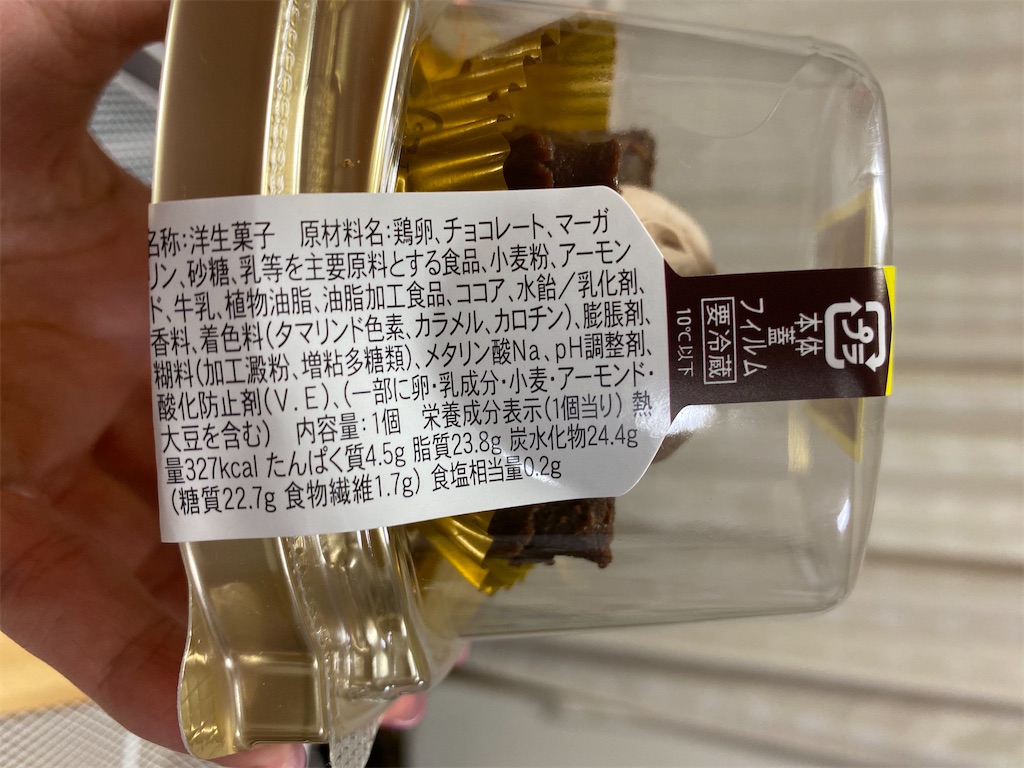 名称:洋生菓子　原材料名:鶏卵、チョコレート、マーガ
リン、砂糖、乳等を主要原料とする食品、小麦粉、アーモン
ド、牛乳、植物油脂、油脂加工食品、ココア、水飴／乳化剤、
香料、着色料(タマリンド色素、カラメル、カロチン)、膨脹剤、
糊料(加工澱粉、増粘多糖類)、メタリン酸Na、pH調整剤、
酸化防止剤(V.E)、(一部に卵・乳成分・小麦・アーモンド・
大豆を含む)　内容量:1個　栄養成分表示(1個当り) 熱
量327kcal たんぱく質4.5g 脂質23.8g 炭水化物24.4g
(糖質22.7g 食物繊維1.7g) 食塩相当量0.2g
プラ
本体
蓋
フィルム
要冷蔵
10℃以下